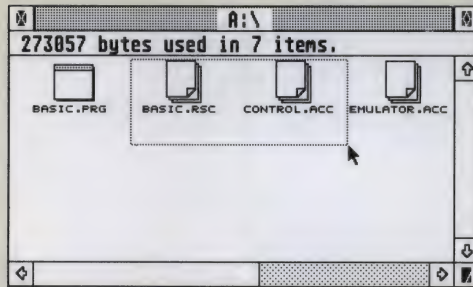 A:\
273057 bytes used in 7 items.
BASIC.PRG BASIC.RSC CONTROL.ACC EMULATOR.ACC